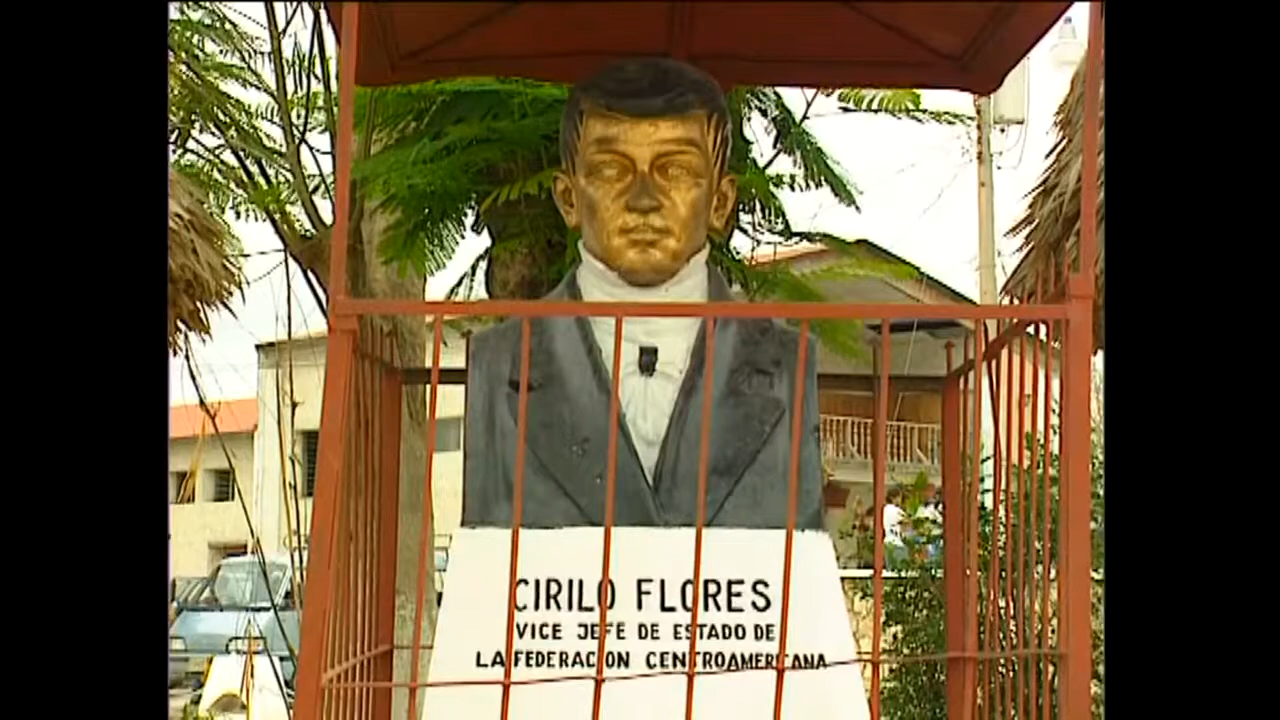 CIRILO FLORES
VICE JEFE DE ESTADO DE
LA FEDERACION CENTROAMERICANA